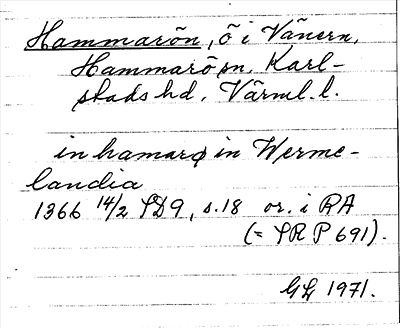 Hammarön, ö i Vänern,
Hammarö sn, Karl-
stads hd, Värml. l.
in hamarø in Werme-
landia
1366 14/2 SD9, s.18 or. i RA
(= SRP 691).
GL 1971.